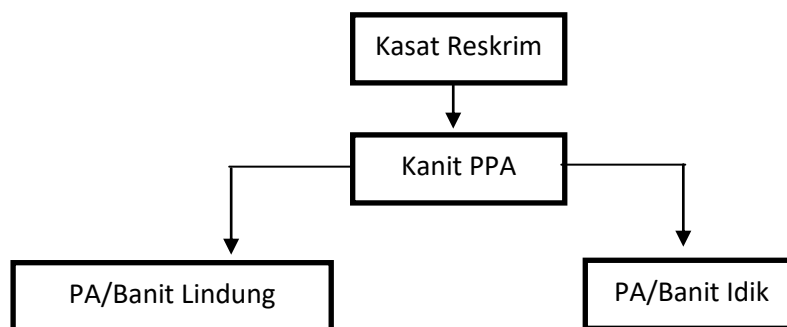 Kasat Reskrim
Kanit PPA
PA/Banit Lindung
PA/Banit Idik